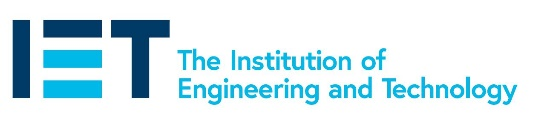 IET
The Institution of
Engineering and Technology